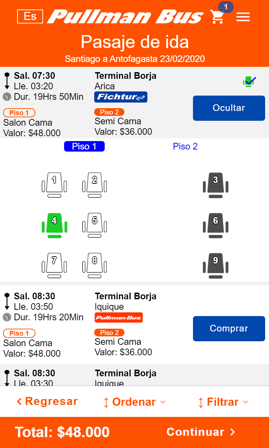 Es
Pullman Bus
1
Pasaje de ida
Santiago a Antofagasta 23/02/2020
Sal. 07:30
Terminal Borja
Lle. 03:20
Arica
Dur. 19Hrs 50Min
Fichtur
Ocultar
Piso 1
Piso 2
Salon Cama
Semi Cama
Valor: $48.000
Valor: $36.000
Piso 1
Piso 2
1
2
3
4
5
6
7
8
9
Sal. 08:30
Terminal Borja
Lle. 03:50
Iquique
Dur. 19Hrs 20Min
Pullman Bus
Comprar
Piso 1
Piso 2
Salon Cama
Semi Cama
Valor: $48.000
Valor: $36.000
Sal. 08:30
Terminal Borja
Lle. 03:30
Iquique
Regresar
Ordenar
Filtrar
Total: $48.000
Continuar